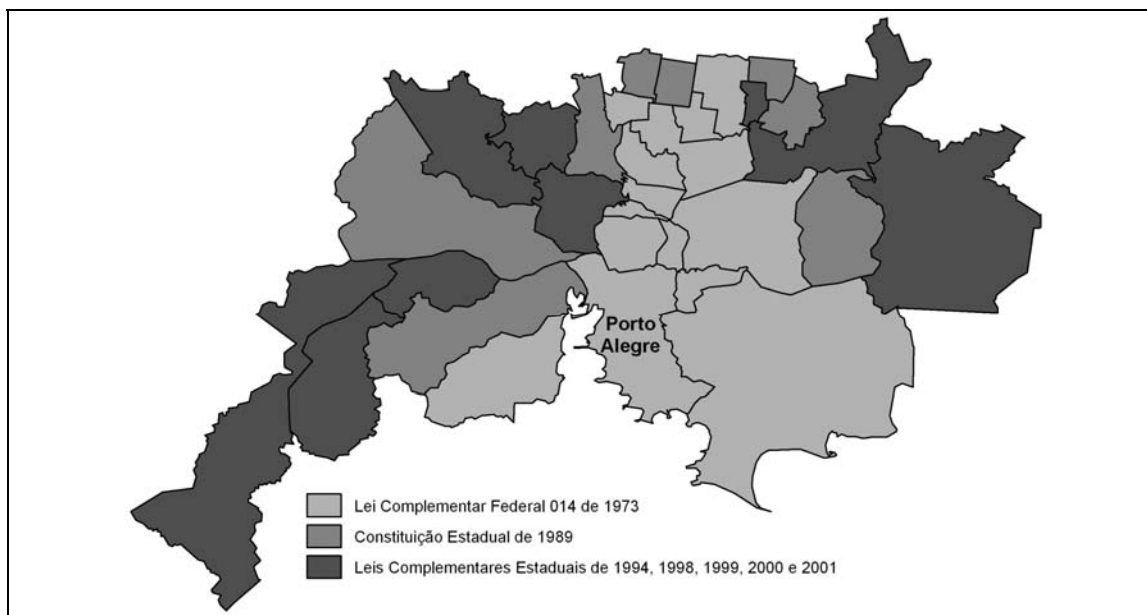 Porto
Alegre
Lei Complementar Federal 014 de 1973
Constituição Estadual de 1989
Leis Complementares Estaduais de 1994, 1998, 1999, 2000 e 2001